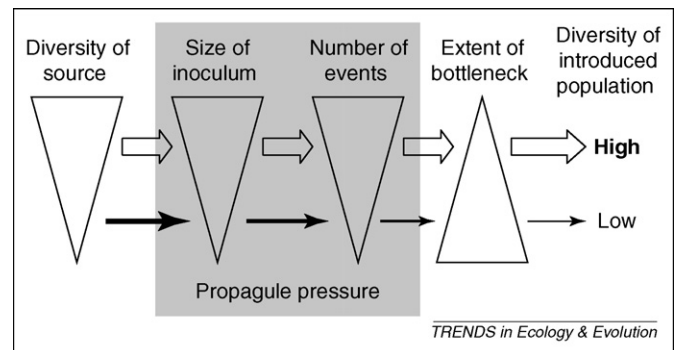 Diversity of
source
Size of
inoculum
Number of
events
Extent of
bottleneck
Diversity of
introduced
population
High
Low
Propagule pressure
TRENDS in Ecology & Evolution